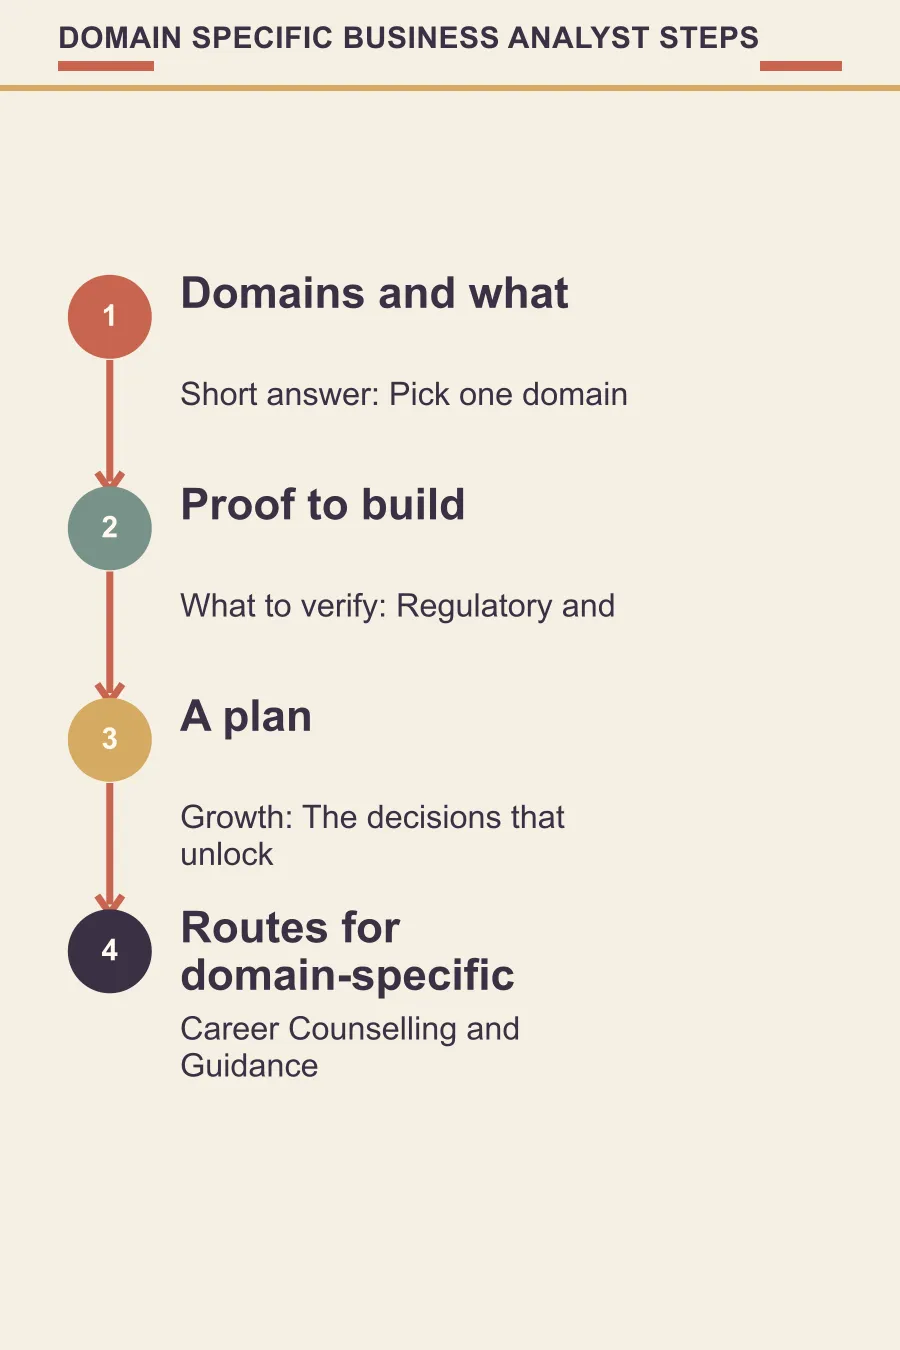 DOMAIN SPECIFIC BUSINESS ANALYST STEPS
1
Domains and what
Short answer: Pick one domain
2
Proof to build
What to verify: Regulatory and
3
A plan
Growth: The decisions that
unlock
4
Routes for
domain-specific
Career Counselling and
Guidance